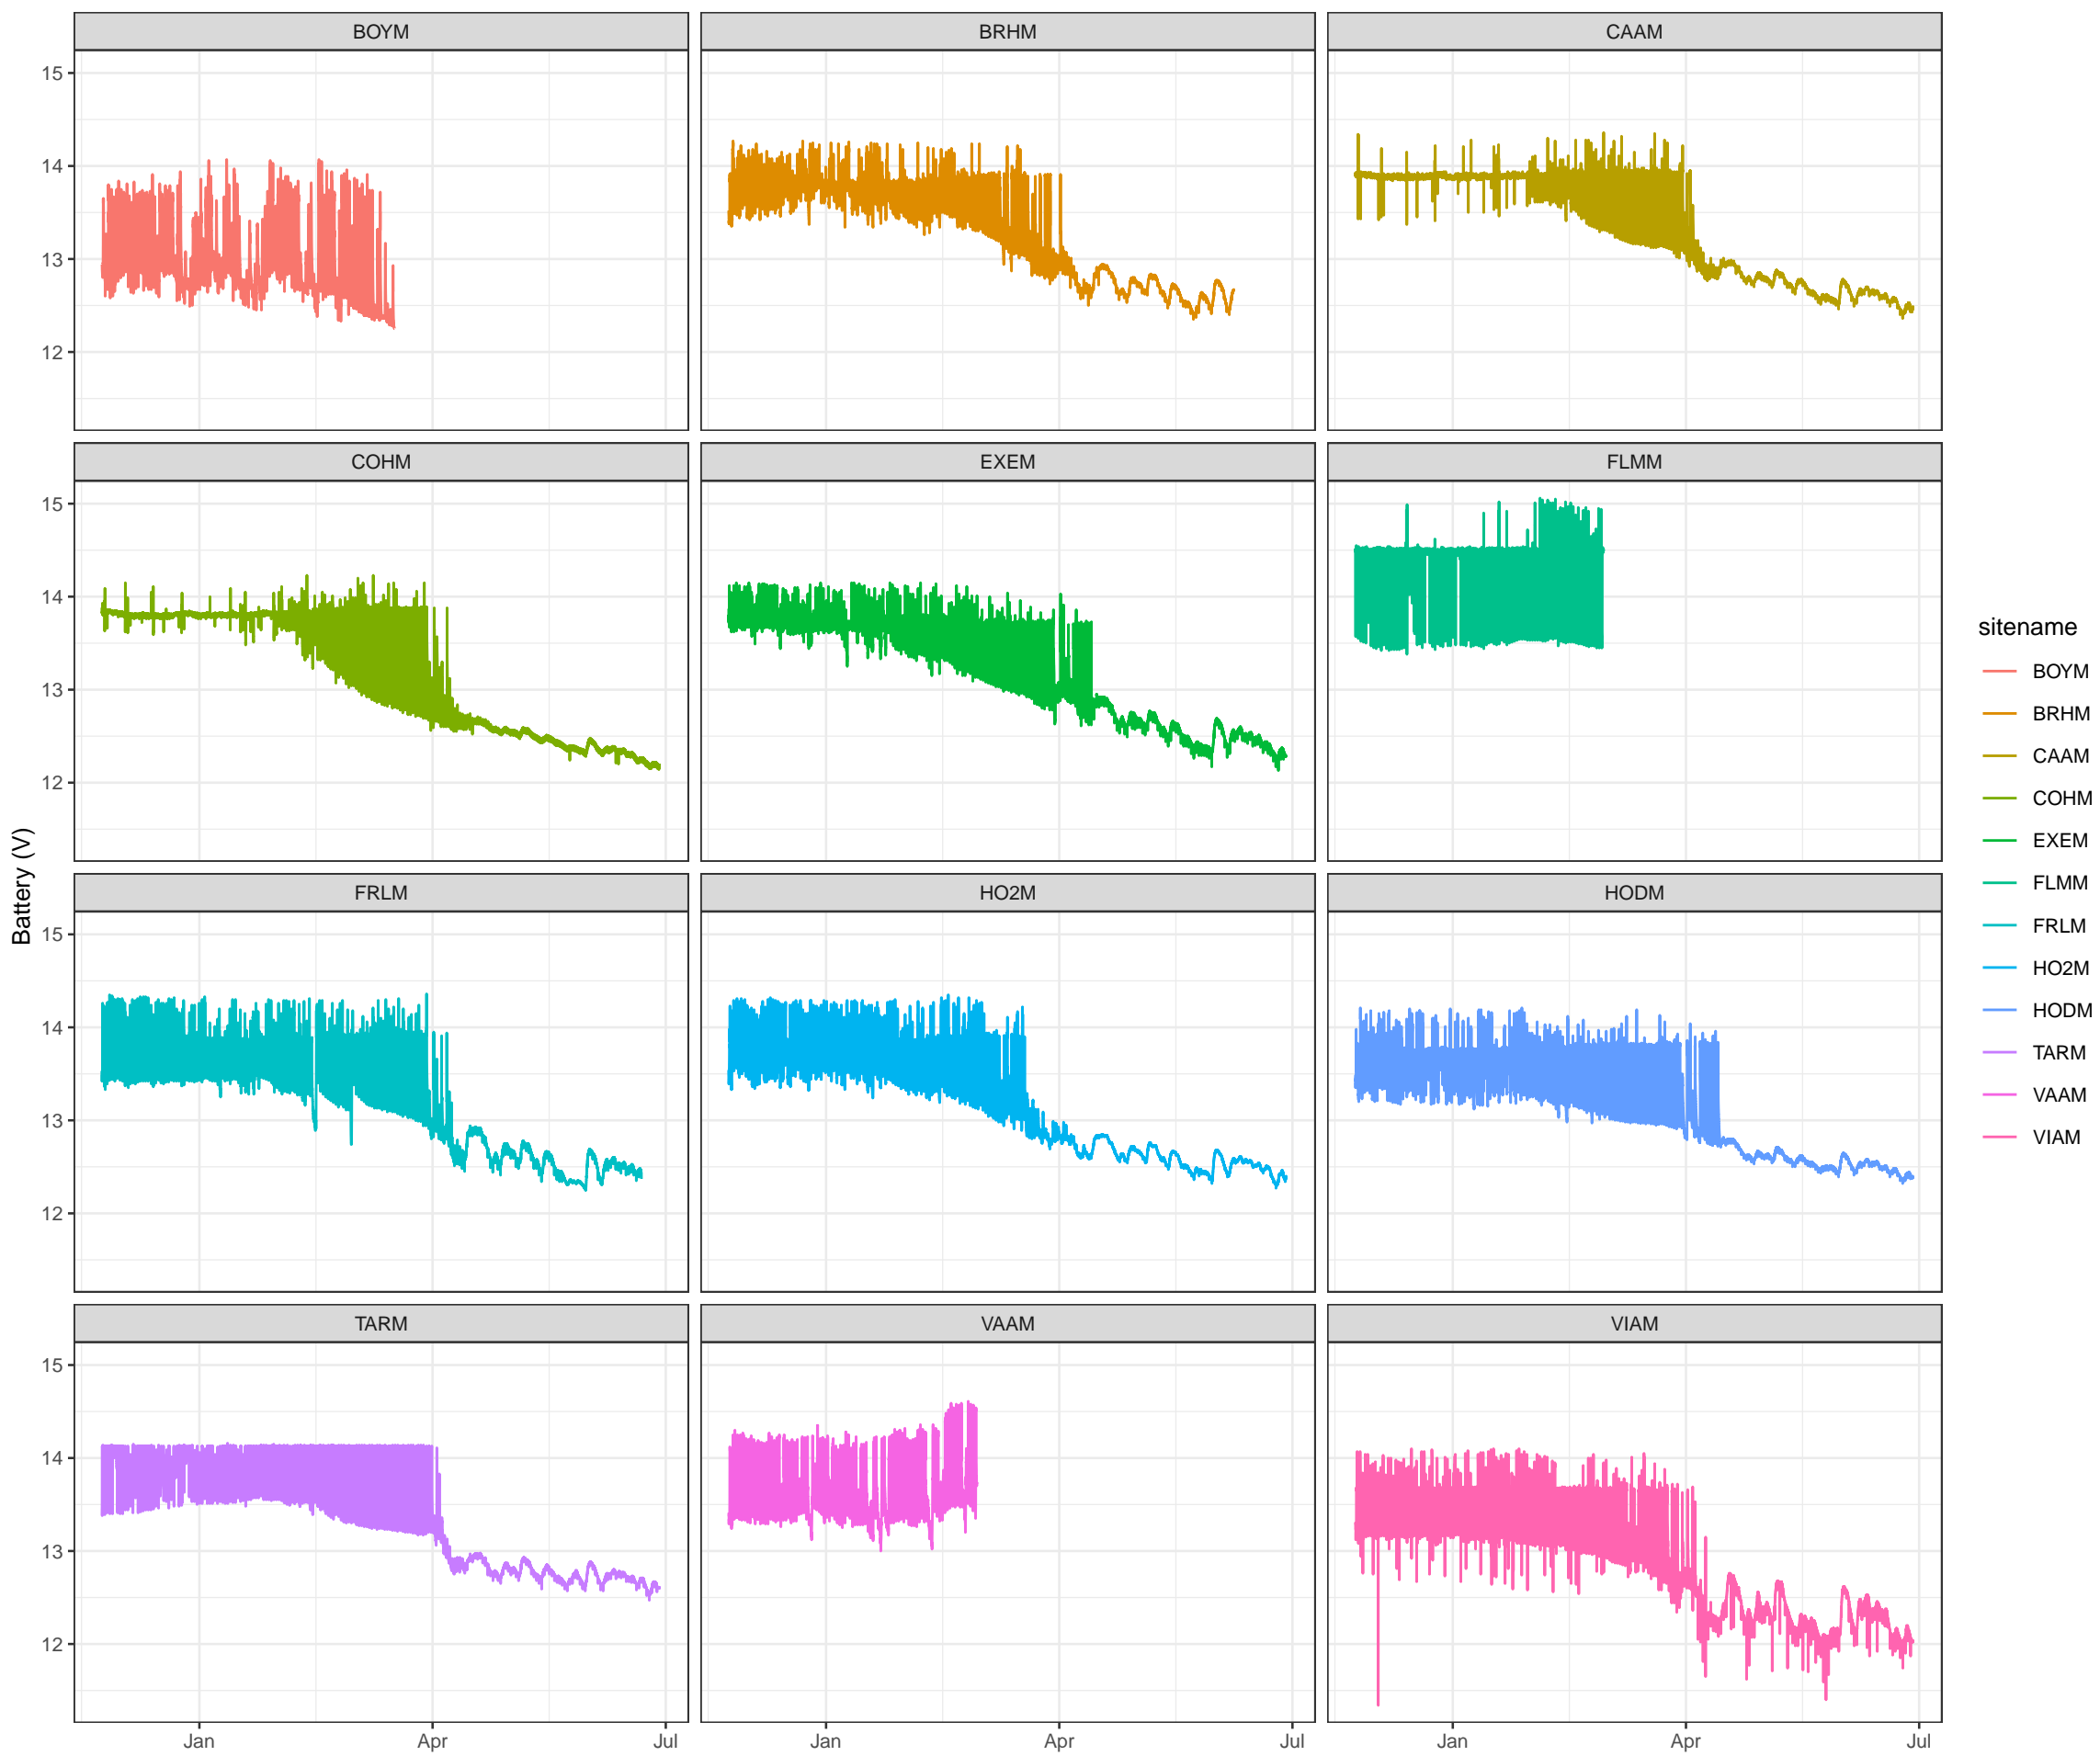 BOYM BRHM CAAM
15
14
13
12
COHM EXEM FLMM
15
14
13
12
FRLM HO2M HODM
15
14
13
12
TARM VAAM VIAM
15
14
13
12
Jan Apr Jul Jan Apr Jul Jan Apr Jul
Battery (V)
sitename
BOYM
BRHM
CAAM
COHM
EXEM
FLMM
FRLM
HO2M
HODM
TARM
VAAM
VIAM